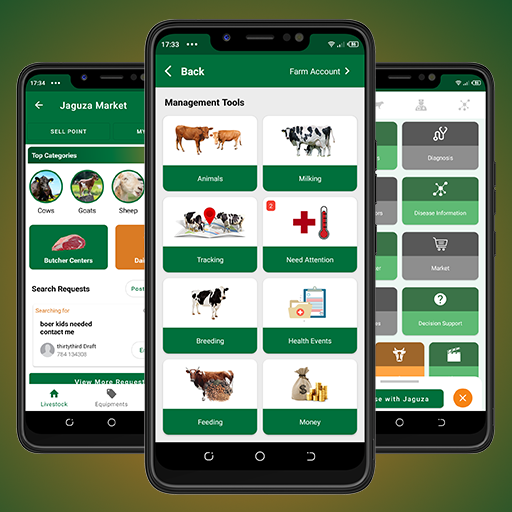 17:34
Jaguza Market
SELL POINT
MY
Top Categories
Cows
Goats
Sheep
Butcher Centers
Dai
Search Requests
Post
Searching for
boer kids needed
contact me
thirtythird Draft
784 134303
View More Reques
Livestock
Equipments
17:33
Back
Farm Account
Management Tools
Animals
Milking
Tracking
2
Need Attention
Breeding
Health Events
Feeding
Money
Diagnosis
Disease Information
Market
Decision Support
se with Jaguza